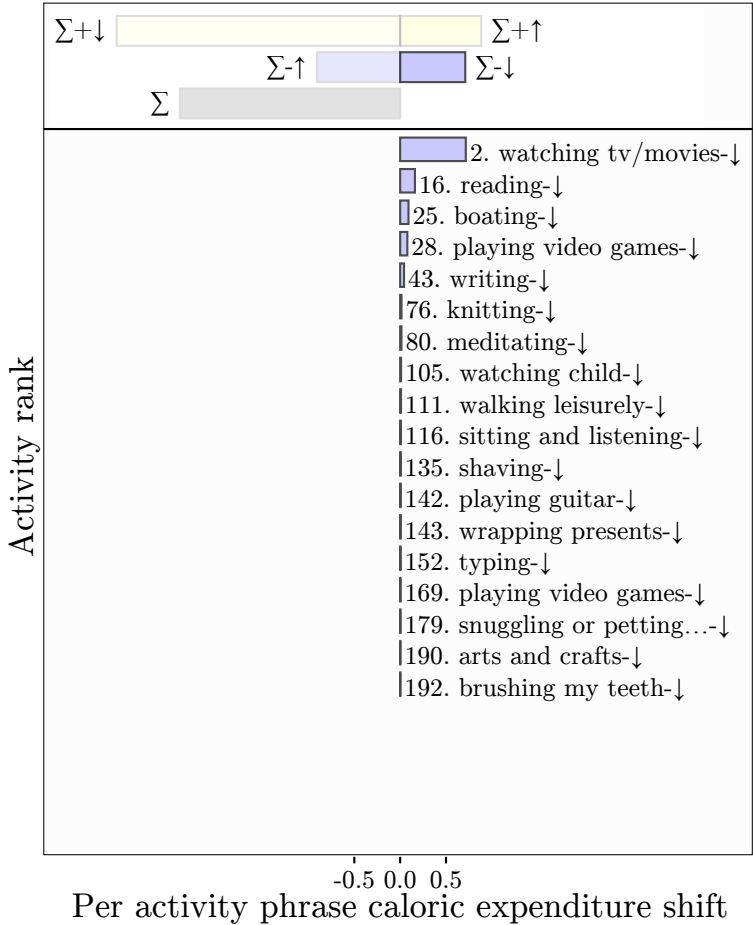 ∑+↓ ∑+↑
∑-↑ ∑-↓
∑
2. watching tv/movies-↓
16. reading-↓
25. boating-↓
28. playing video games-↓
43. writing-↓
76. knitting-↓
80. meditating-↓
105. watching child-↓
111. walking leisurely-↓
116. sitting and listening-↓
135. shaving-↓
142. playing guitar-↓
143. wrapping presents-↓
152. typing-↓
169. playing video games-↓
179. snuggling or petting...-↓
190. arts and crafts-↓
192. brushing my teeth-↓
Activity rank
-0.5 0.0 0.5
Per activity phrase caloric expenditure shift